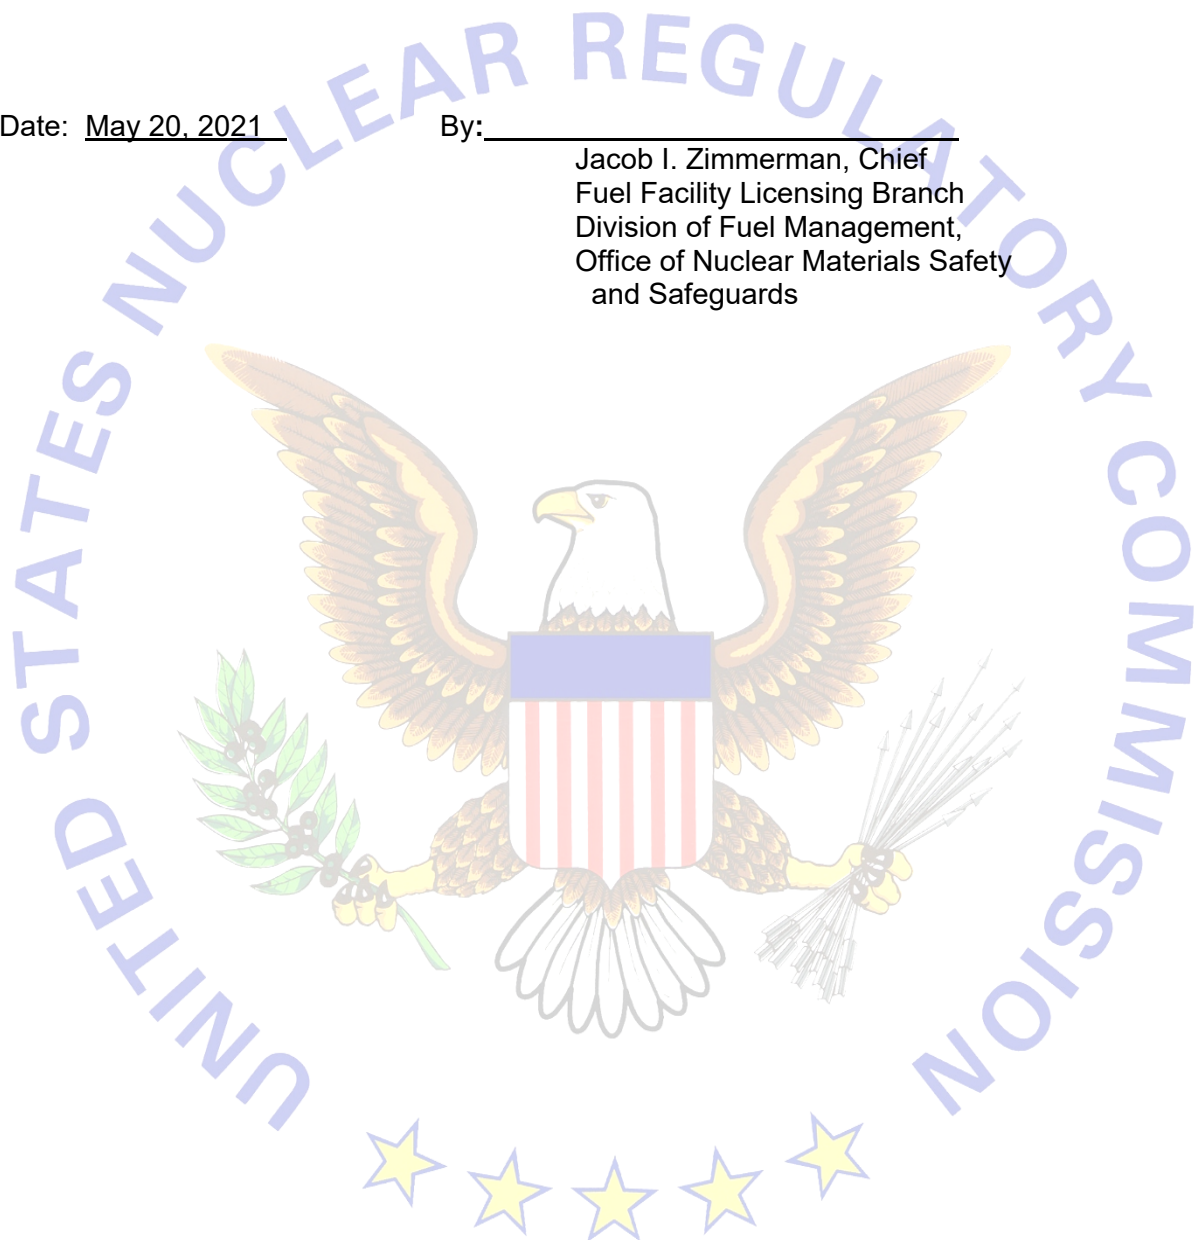 Date: May 20, 2021 By:
Jacob I. Zimmerman, Chief
Fuel Facility Licensing Branch
Division of Fuel Management,
Office of Nuclear Materials Safety
and Safeguards
UNITED STATES NUCLEAR REGULATORY COMMISSION